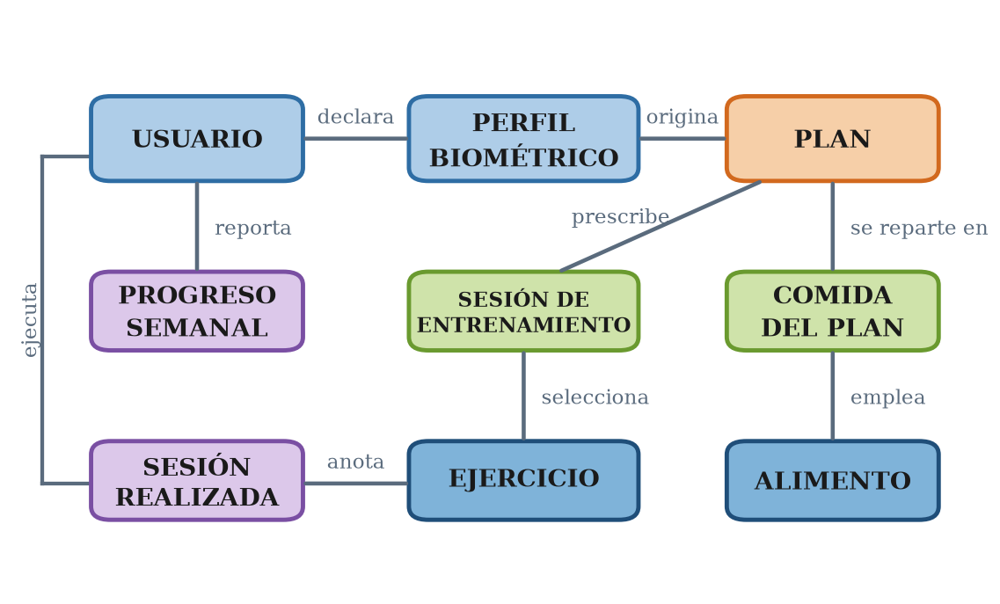 USUARIO
declara
PERFIL
BIOMÉTRICO
origina
PLAN
reporta
prescribe
se reparte en
ejecuta
PROGRESO
SEMANAL
SESIÓN DE
ENTRENAMIENTO
COMIDA
DEL PLAN
selecciona
emplea
SESIÓN
REALIZADA
anota
EJERCICIO
ALIMENTO